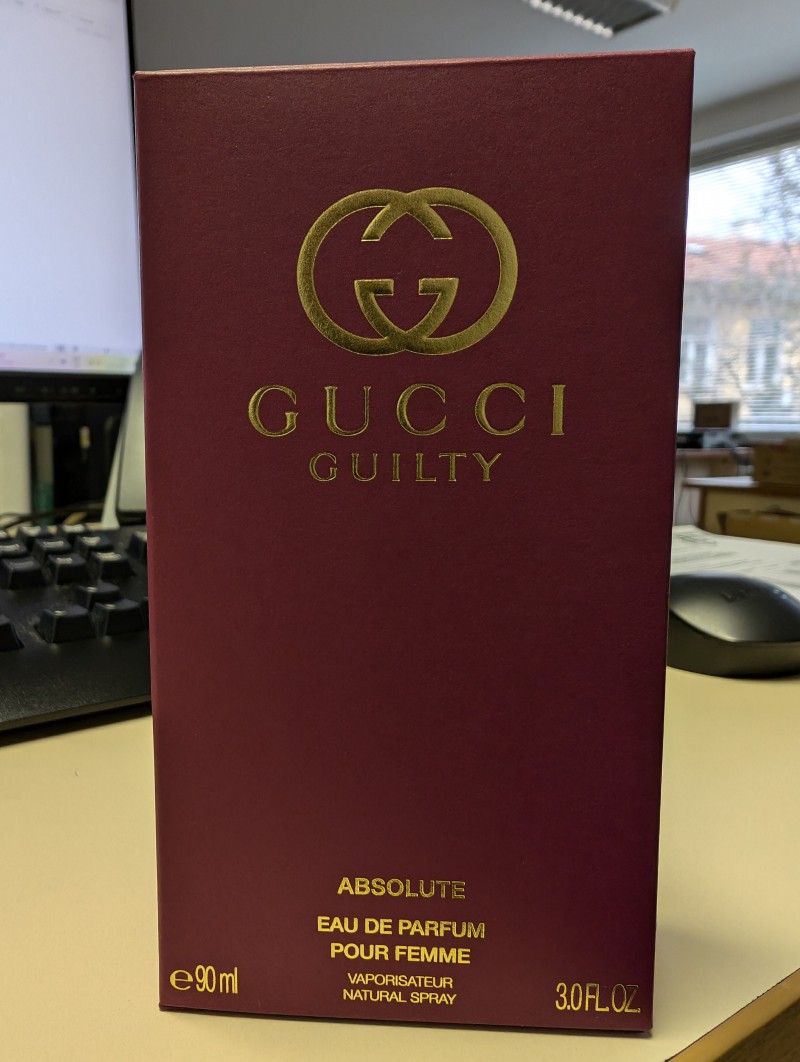 GUCCI
GUILTY
ABSOLUTE
EAU DE PARFUM
POUR FEMME
VAPORISATEUR
NATURAL SPRAY
℮90 ml
3.0 FL. OZ.